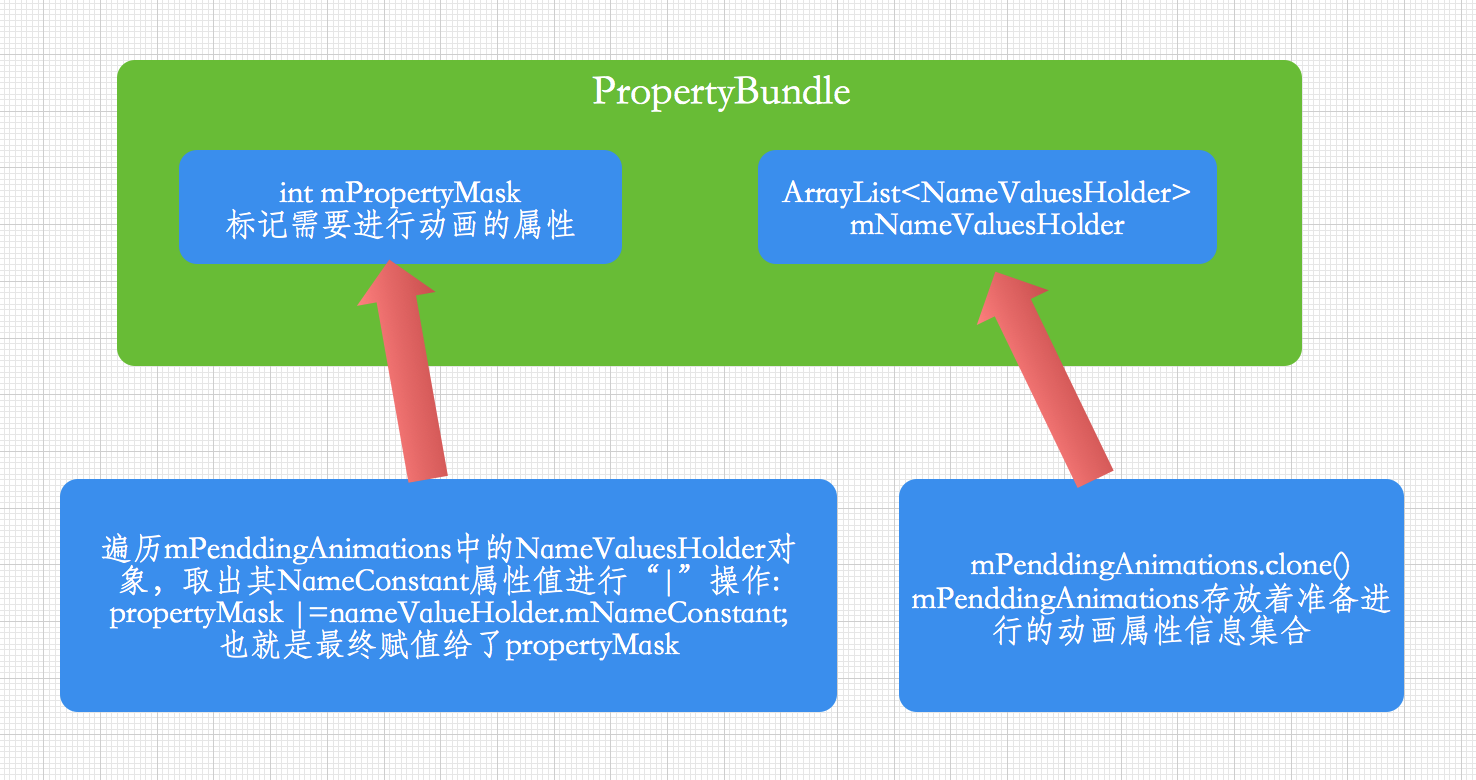 PropertyBundle
int mPropertyMask
标记需要进行动画的属性
ArrayList<NameValuesHolder>
mNameValuesHolder
遍历mPenddingAnimations中的NameValuesHolder对
象，取出其NameConstant属性值进行“|”操作:
propertyMask |=nameValueHolder.mNameConstant;
也就是最终赋值给了propertyMask
mPenddingAnimations.clone()
mPenddingAnimations存放着准备进
行的动画属性信息集合